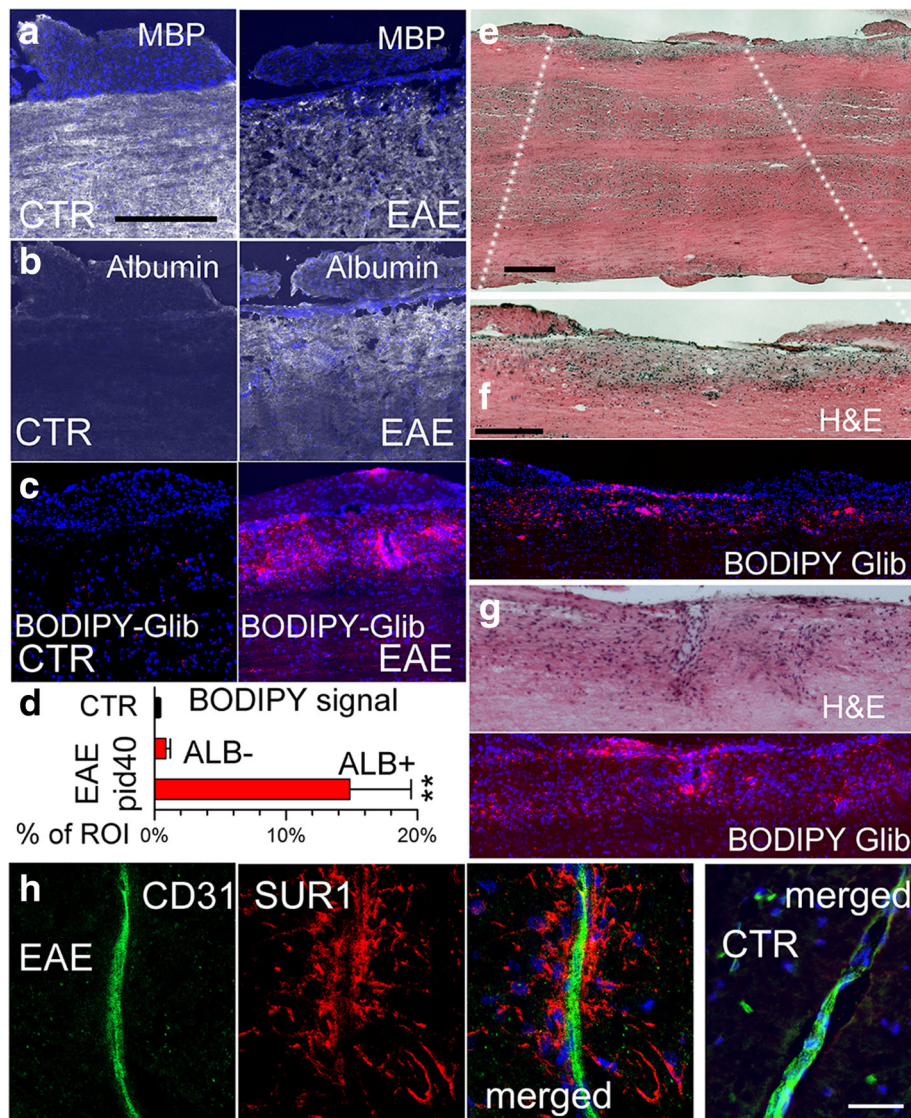 a
MBP
CTR
MBP
EAE
b
Albumin
CTR
Albumin
EAE
c
BODIPY-Glib
CTR
BODIPY-Glib
EAE
d
BODIPY signal
CTR
EAE
pid40
ALB-
ALB+
**
% of ROI
0%
10%
20%
e
f
H&E
BODIPY Glib
g
H&E
BODIPY Glib
h
CD31
EAE
SUR1
merged
merged
CTR